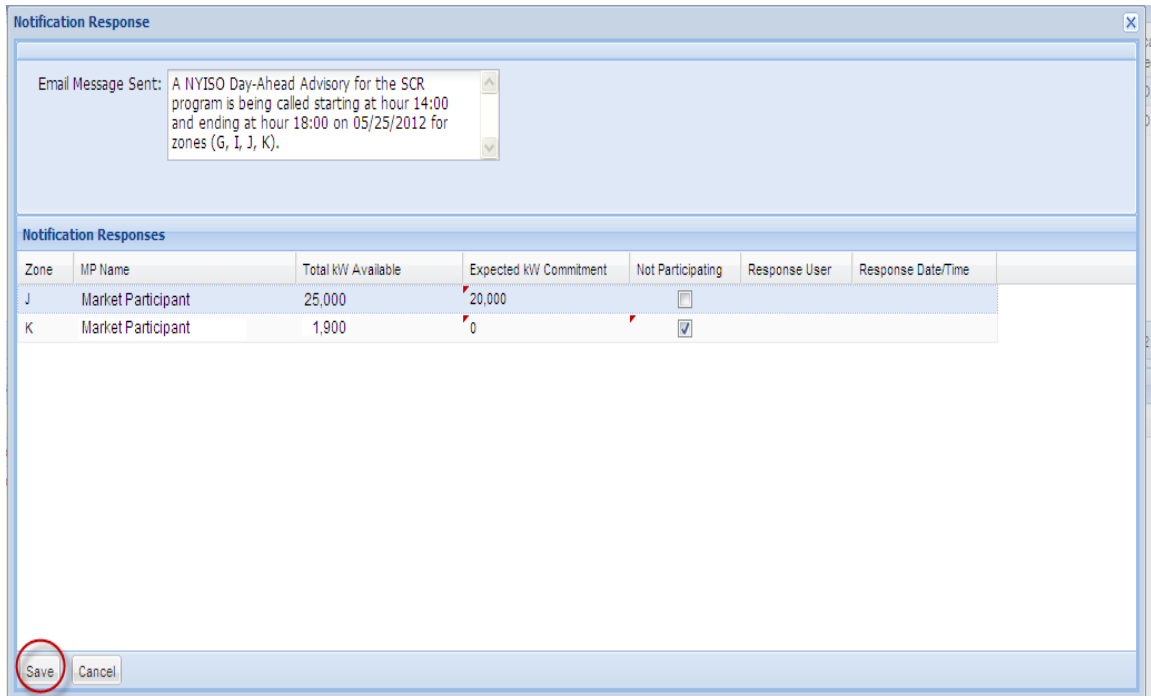 Notification Response
Email Message Sent: A NYISO Day-Ahead Advisory for the SCR
program is being called starting at hour 14:00
and ending at hour 18:00 on 05/25/2012 for
zones (G, I, J, K).
Notification Responses
Zone MP Name Total kW Available Expected kW Commitment Not Participating Response User Response Date/Time
J Market Participant 25,000 20,000
K Market Participant 1,900 0
Save Cancel